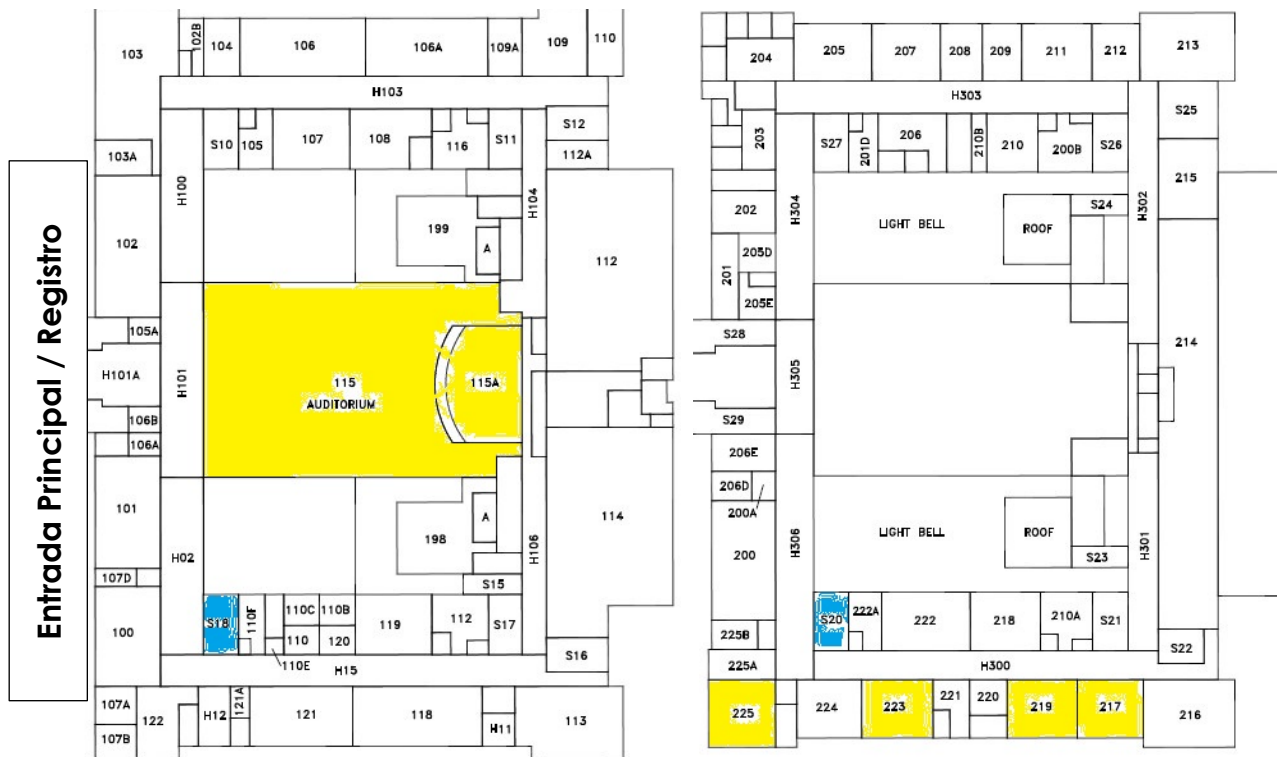 Entrada Principal / Registro
103
102B
104
106
106A
109A
109
110
H103
S10
105
107
108
116
S11
S12
112A
103A
H100
H104
102
199
A
112
105A
H101A
H101
115
AUDITORIUM
115A
106B
106A
101
H02
198
A
H106
114
107D
S15
100
S18
110F
110C
110B
110
120
119
112
S17
110E
H15
S16
107A
107B
122
H12
121A
121
118
H11
113
204
205
207
208
209
211
212
213
H303
203
S27
201D
206
210B
210
200B
S26
S25
215
202
H304
LIGHT BELL
ROOF
S24
H302
201
205D
205E
S28
H305
214
S29
206E
206D
200A
200
H306
LIGHT BELL
ROOF
S23
H301
S20
222A
222
218
210A
S21
S22
225B
225A
H300
225
224
223
221
220
219
217
216